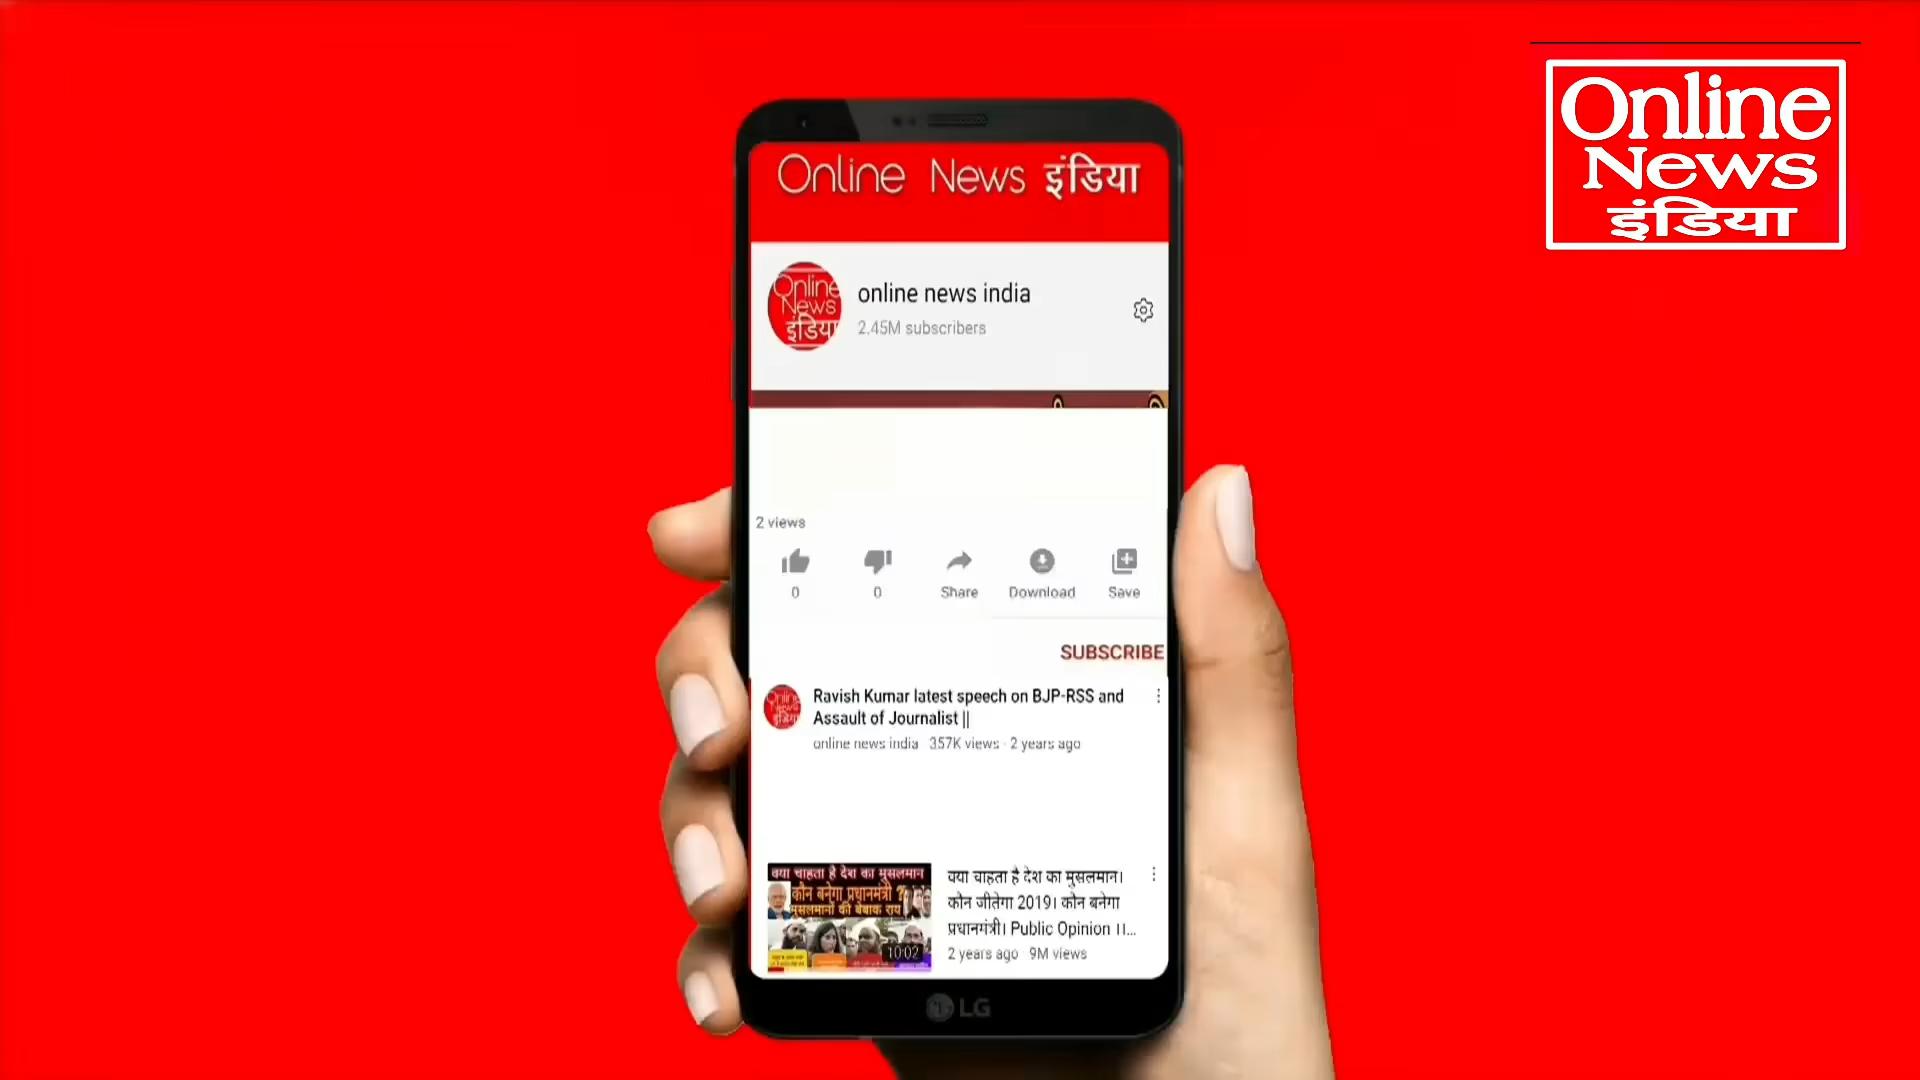 Online
News
इंडिया
Online News इंडिया
Online
News
इंडिया
online news india
2.45M subscribers
2 views
0
0
Share
Download
Save
SUBSCRIBE
Ravish Kumar latest speech on BJP-RSS and
Assault of Journalist ||
online news india 357K views · 2 years ago
क्या चाहता है देश का मुसलमान
कौन बनेगा प्रधानमंत्री ?
मुसलमानों की बेबाक राय
10:02
क्या चाहता है देश का मुसलमान।
कौन जीतेगा 2019। कौन बनेगा
प्रधानमंत्री। Public Opinion ।।...
2 years ago 9M views
LG